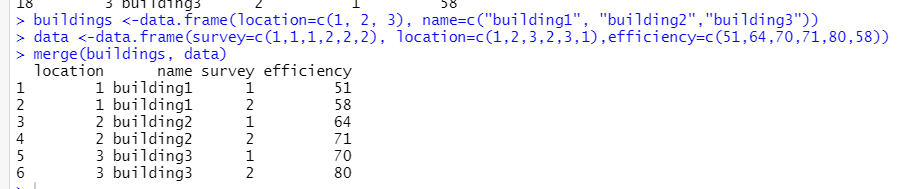 18 3 building3 2 1 58
> buildings <-data.frame(location=c(1, 2, 3), name=c("building1", "building2","building3"))
> data <-data.frame(survey=c(1,1,1,2,2,2), location=c(1,2,3,2,3,1),efficiency=c(51,64,70,71,80,58))
> merge(buildings, data)
location name survey efficiency
1 1 building1 1 51
2 1 building1 2 58
3 2 building2 1 64
4 2 building2 2 71
5 3 building3 1 70
6 3 building3 2 80
>